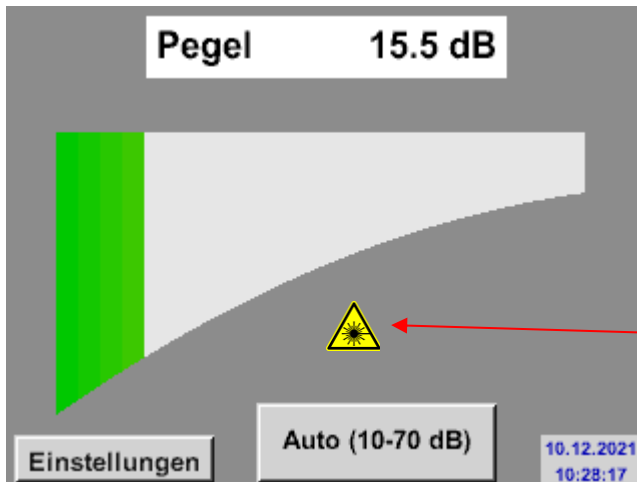 Pegel 15.5 dB
Einstellungen
Auto (10-70 dB)
10.12.2021
10:28:17